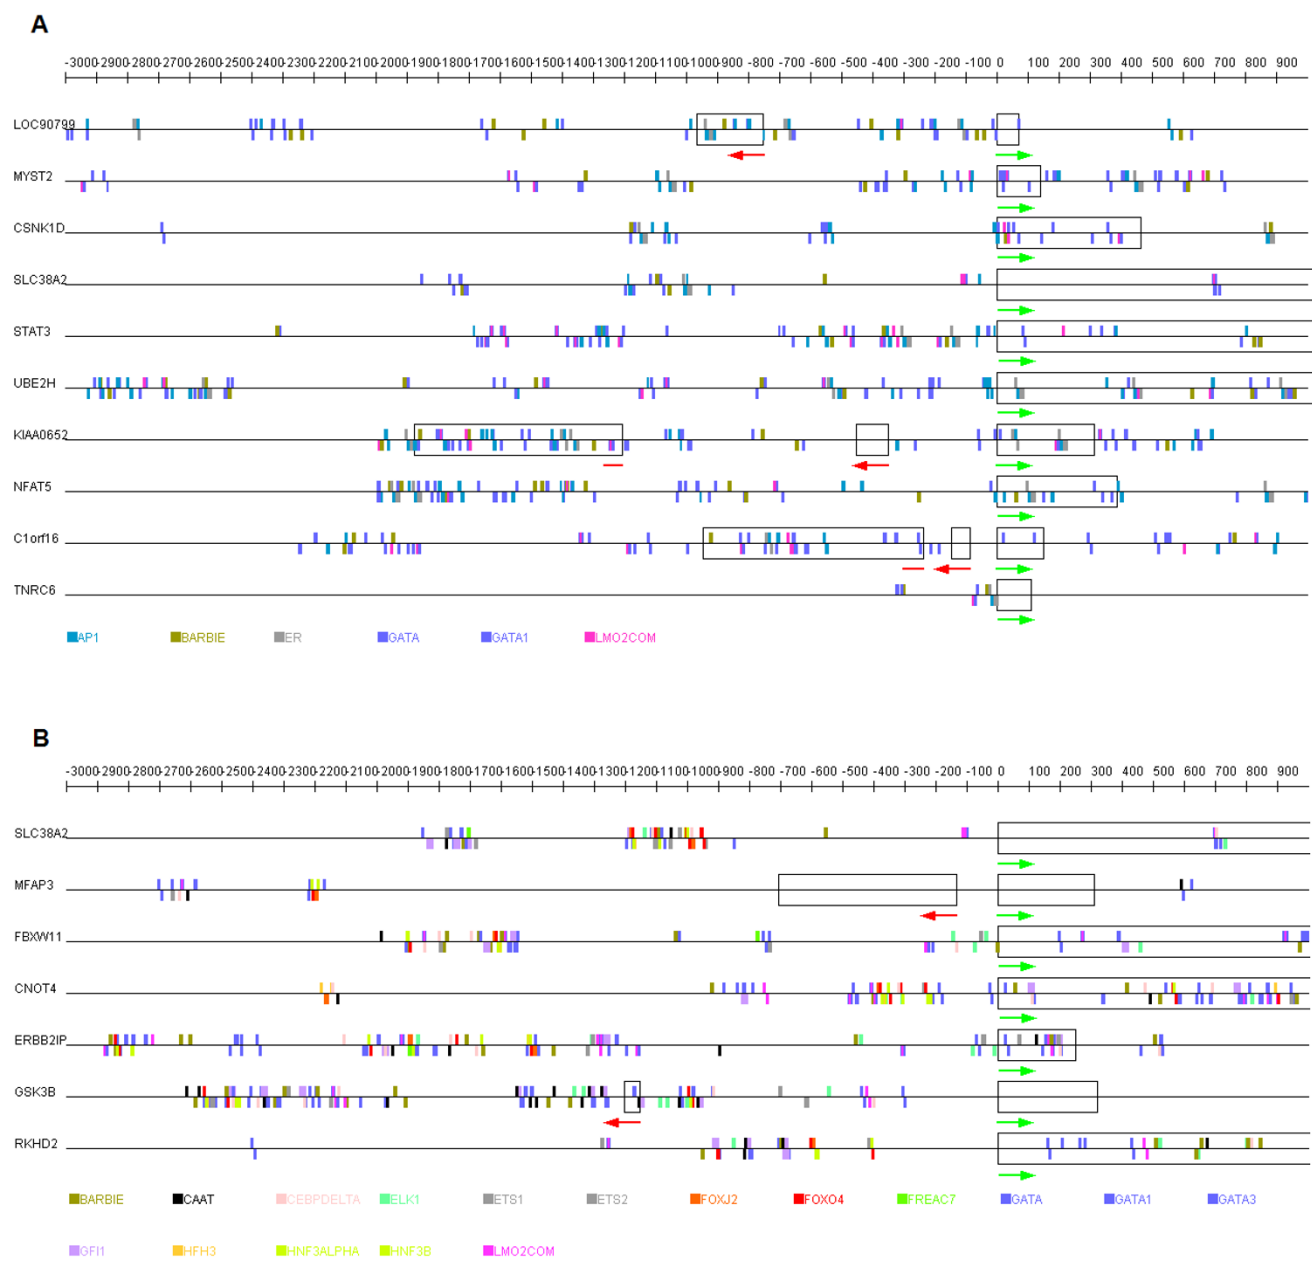 A
-3000-2900-2800-2700-2600-2500-2400-2300-2200-2100-2000-1900-1800-1700-1600-1500-1400-1300-1200-1100-1000-900 -800 -700 -600 -500 -400 -300 -200 -100 0 100 200 300 400 500 600 700 800 900
LOC90799
MYST2
CSNK1D
SLC38A2
STAT3
UBE2H
KIAA0652
NFAT5
C1orf16
TNRC6
AP1 BARBIE ER GATA GATA1 LMO2COM
B
-3000-2900-2800-2700-2600-2500-2400-2300-2200-2100-2000-1900-1800-1700-1600-1500-1400-1300-1200-1100-1000-900 -800 -700 -600 -500 -400 -300 -200 -100 0 100 200 300 400 500 600 700 800 900
SLC38A2
MFAP3
FBXW11
CNOT4
ERBB2IP
GSK3B
RKHD2
BARBIE CAAT CEBPDELTA ELK1 ETS1 ETS2 FOXJ2 FOXO4 FREAC7 GATA GATA1 GATA3
GFI1 HFH3 HNF3ALPHA HNF3B LMO2COM